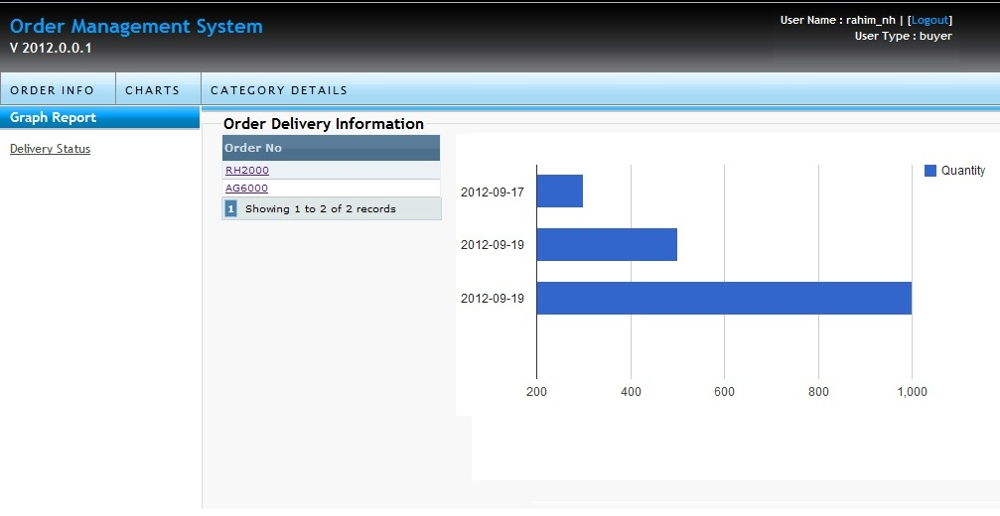 Order Management System
V 2012.0.0.1
User Name : rahim_nh | [Logout]
User Type : buyer
ORDER INFO
CHARTS
CATEGORY DETAILS
Graph Report
Delivery Status
Order Delivery Information
Order No
RH2000
AG6000
1 Showing 1 to 2 of 2 records
2012-09-17
2012-09-19
2012-09-19
200 400 600 800 1,000
Quantity